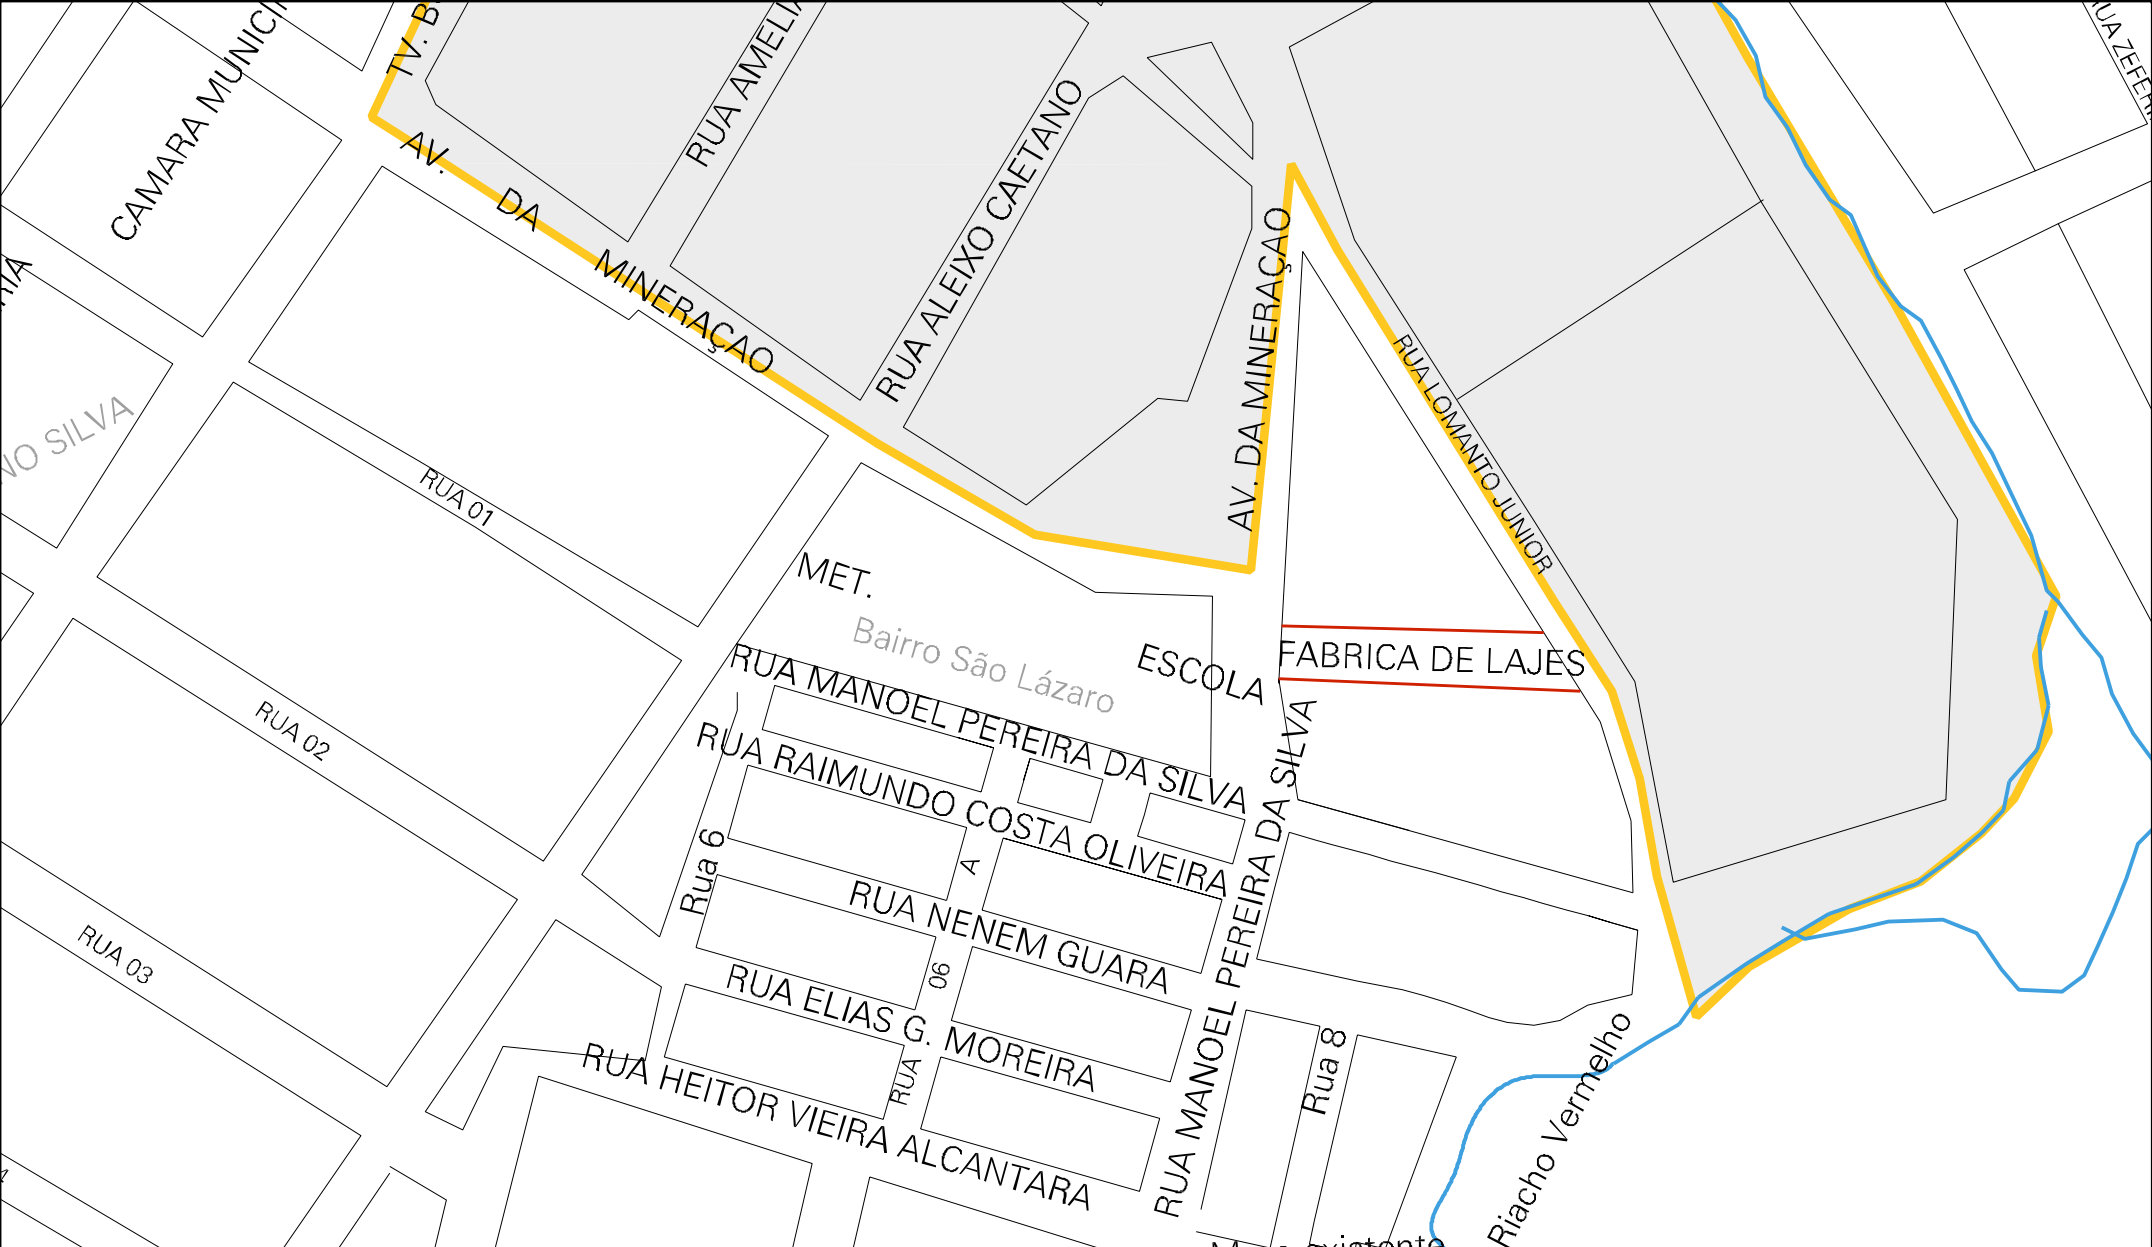 TV. B
CAMARA MUNICI
RUA AMELIA
RUA ZEFER
AV. DA MINERAÇAO
RUA ALEIXO CAETANO
AV. DA MINERAÇAO
RUA LOMANTO JUNIOR
NO SILVA
RUA 01
MET.
Bairro São Lázaro
ESCOLA
FABRICA DE LAJES
RUA MANOEL PEREIRA DA SILVA
RUA 02
RUA RAIMUNDO COSTA OLIVEIRA
RUA MANOEL PEREIRA DA SILVA
Rua 6
RUA 06 A
RUA NENEM GUARA
RUA 03
RUA ELIAS G. MOREIRA
RUA HEITOR VIEIRA ALCANTARA
Rua 8
Riacho Vermelho